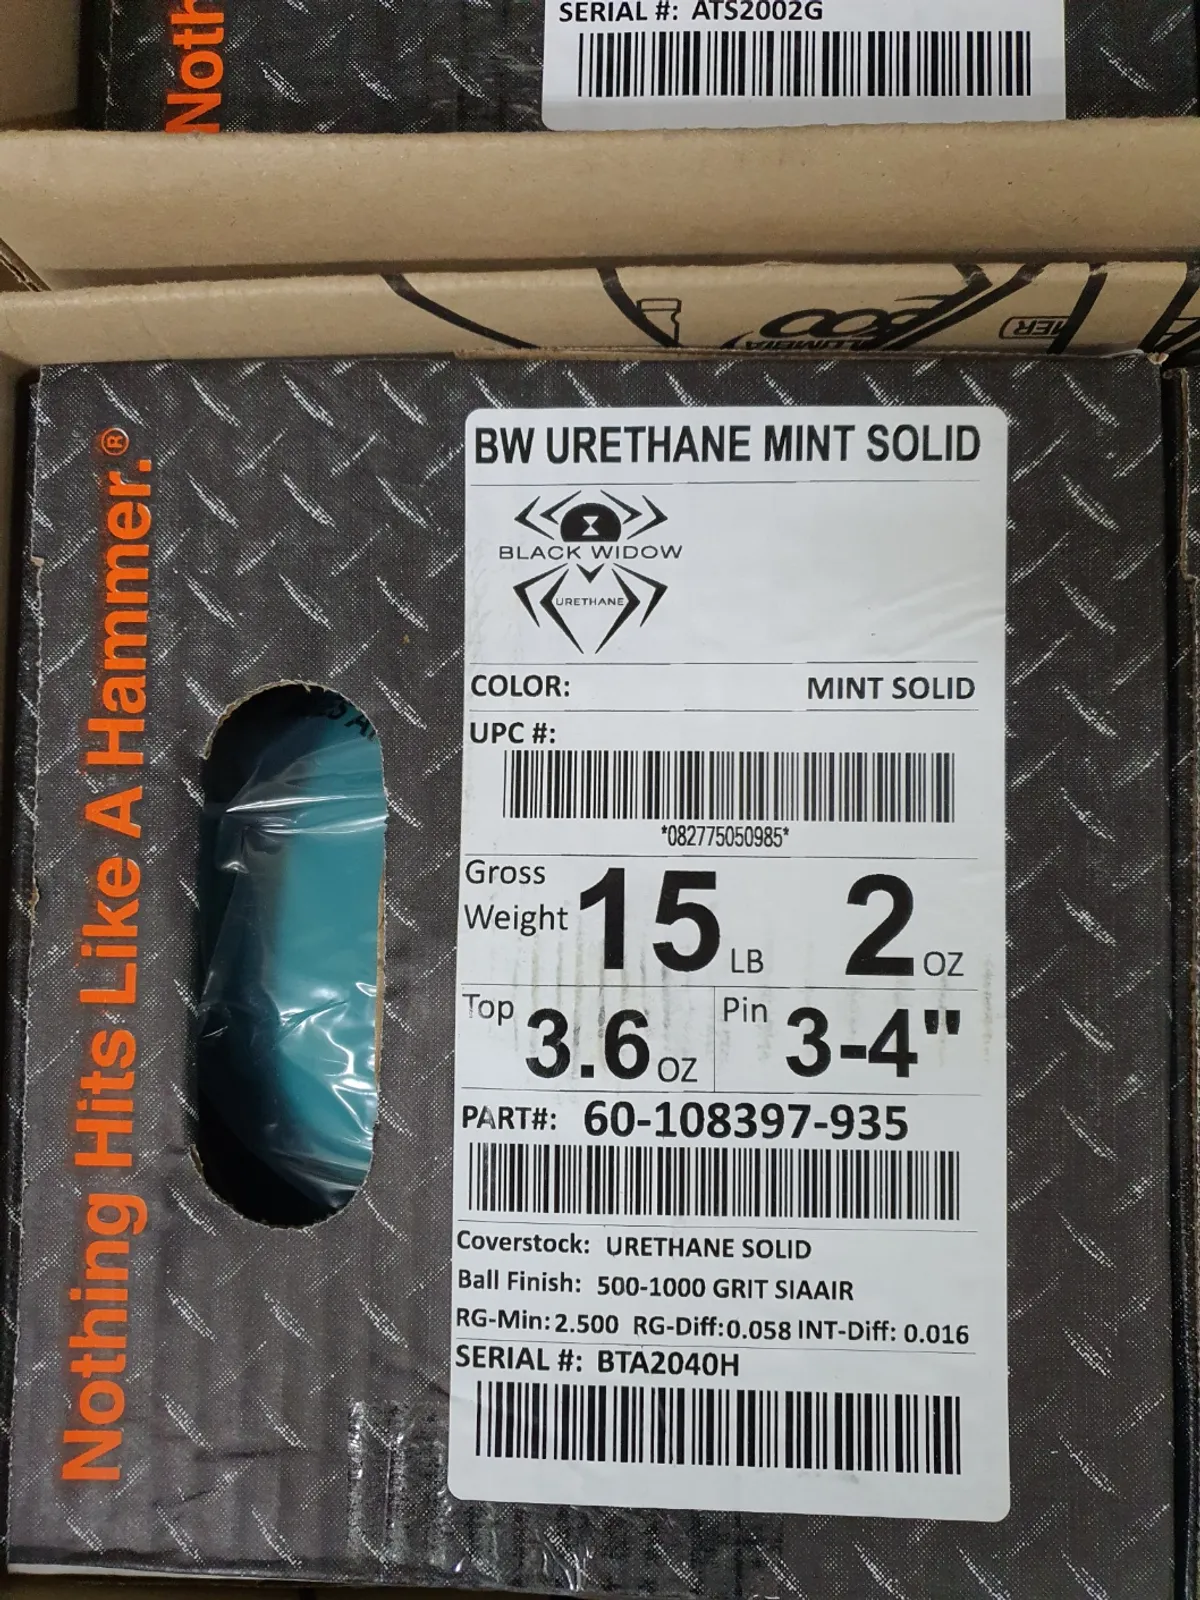 Noth
SERIAL #: ATS2002G
Nothing Hits Like A Hammer.®
BW URETHANE MINT SOLID
BLACK WIDOW
URETHANE
COLOR: MINT SOLID
UPC #:
*082775050985*
Gross Weight 15 LB 2 OZ
Top 3.6 OZ Pin 3-4"
PART#: 60-108397-935
Coverstock: URETHANE SOLID
Ball Finish: 500-1000 GRIT SIAAIR
RG-Min: 2.500 RG-Diff: 0.058 INT-Diff: 0.016
SERIAL #: BTA2040H